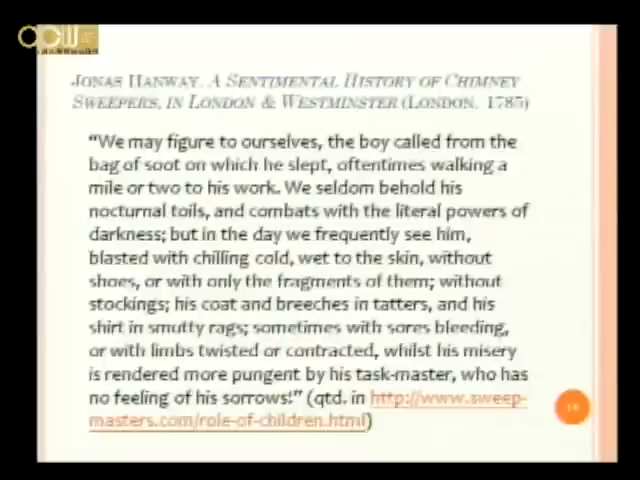 OCW
JONAS HANWAY. A SENTIMENTAL HISTORY OF CHIMNEY
SWEEPERS, IN LONDON & WESTMINSTER (LONDON, 1785)
“We may figure to ourselves, the boy called from the
bag of soot on which he slept, oftentimes walking a
mile or two to his work. We seldom behold his
nocturnal toils, and combats with the literal powers of
darkness; but in the day we frequently see him,
blasted with chilling cold, wet to the skin, without
shoes, or with only the fragments of them; without
stockings; his coat and breeches in tatters, and his
shirt in smutty rags; sometimes with sores bleeding,
or with limbs twisted or contracted, whilst his misery
is rendered more pungent by his task-master, who has
no feeling of his sorrows!” (qtd. in http://www.sweep-
masters.com/role-of-children.html)